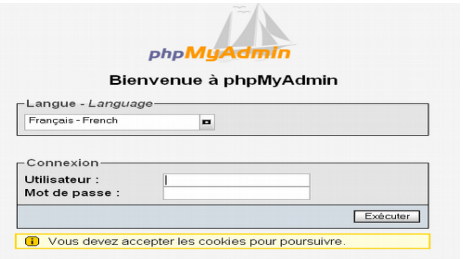 phpMyAdmin
Bienvenue à phpMyAdmin
Langue - Language
Français - French
Connexion
Utilisateur :
Mot de passe :
Exécuter
Vous devez accepter les cookies pour poursuivre.